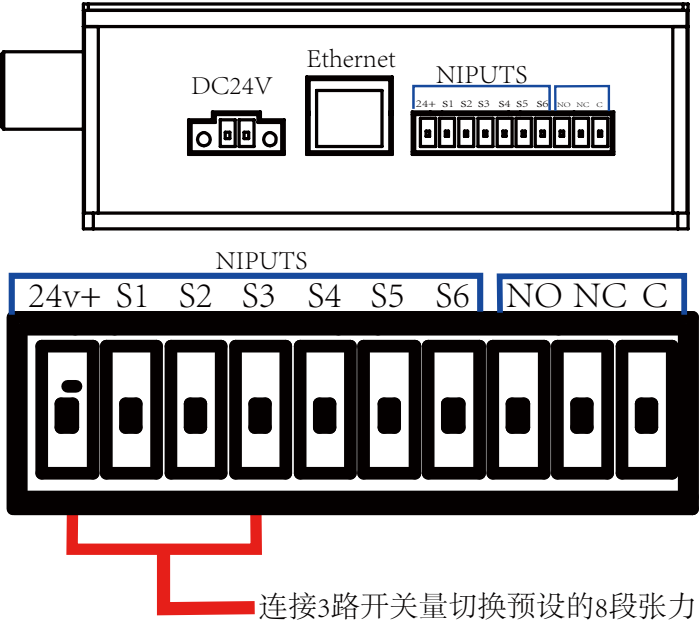 Ethernet
DC24V
NIPUTS
24+ S1 S2 S3 S4 S5 S6 NO NC C
NIPUTS
24v+ S1 S2 S3 S4 S5 S6 NO NC C
连接3路开关量切换预设的8段张力